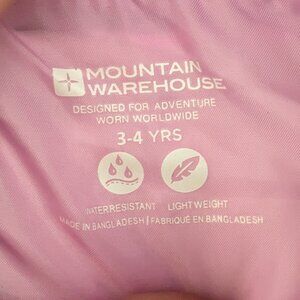 MOUNTAIN
WAREHOUSE
DESIGNED FOR ADVENTURE
WORN WORLDWIDE
3-4 YRS
WATERRESISTANT LIGHTWEIGHT
MADE IN BANGLADESH / FABRIQUÉ EN BANGLADESH